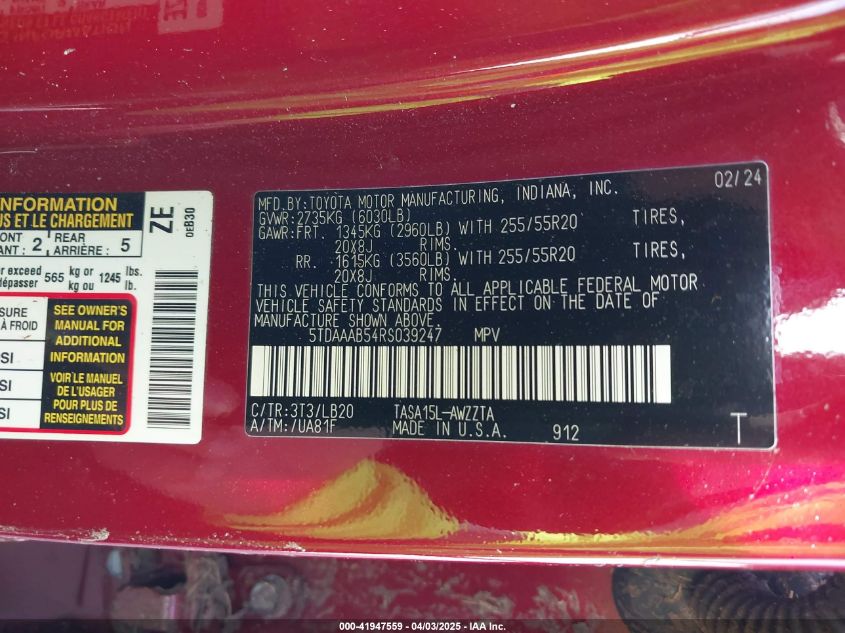 INFORMATION
US ET LE CHARGEMENT
2 REAR ARRIÈRE: 5
er exceed 565 kg or 1245 lbs.
dépasser kg ou lb.
SEE OWNER'S
MANUAL FOR
ADDITIONAL
INFORMATION
VOIR LE MANUEL
DE L'USAGER
POUR PLUS DE
RENSEIGNEMENTS
À FROID
ZE
0EB30
MFD.BY:TOYOTA MOTOR MANUFACTURING, INDIANA, INC. 02/24
GVWR:2735KG (6030LB)
GAWR:FRT. 1345KG (2960LB) WITH 255/55R20 TIRES,
20X8J RIMS.
RR. 1615KG (3560LB) WITH 255/55R20 TIRES,
20X8J RIMS.
THIS VEHICLE CONFORMS TO ALL APPLICABLE FEDERAL MOTOR
VEHICLE SAFETY STANDARDS IN EFFECT ON THE DATE OF
MANUFACTURE SHOWN ABOVE.
5TDAAAB54RS039247 MPV
C/TR:3T3/LB20 TASA15L-AWZZTA
A/TM:/UA81F MADE IN U.S.A. 912 T
000-41947559 - 04/03/2025 - IAA Inc.